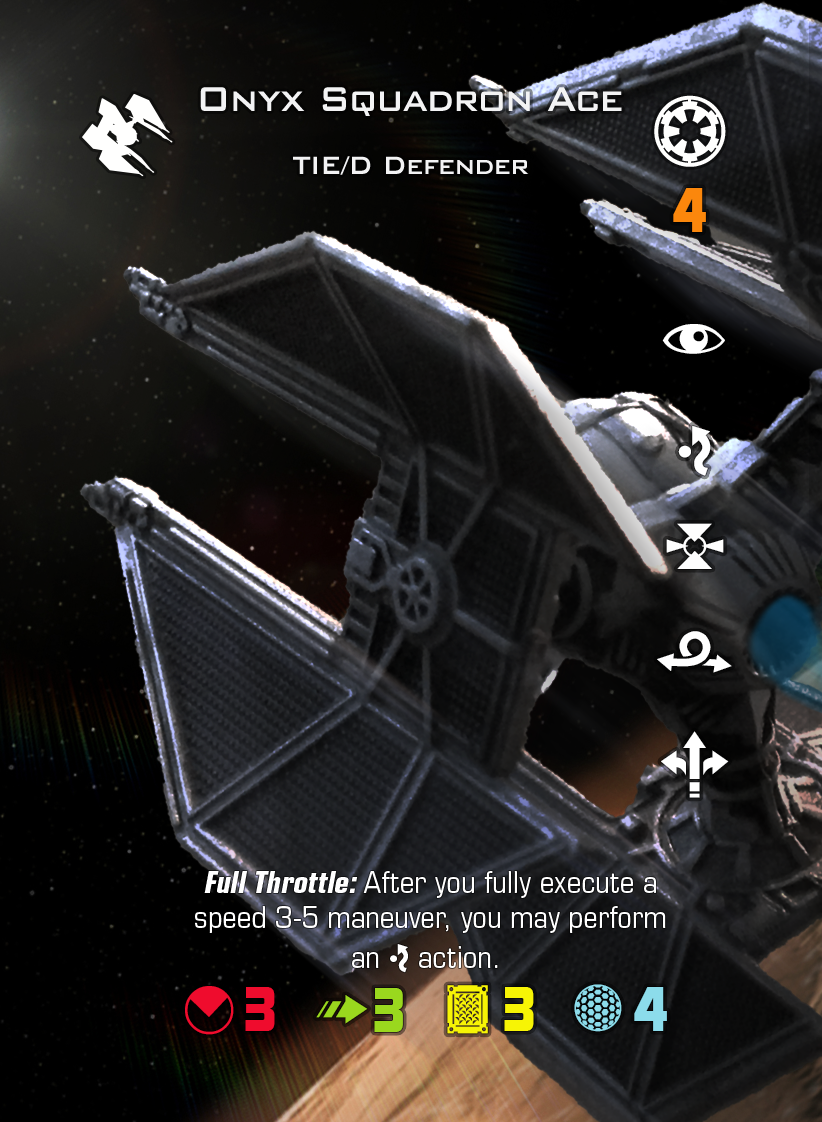 Onyx Squadron Ace
TIE/D Defender
4
Full Throttle: After you fully execute a
speed 3-5 maneuver, you may perform
an action.
3 3 3 4